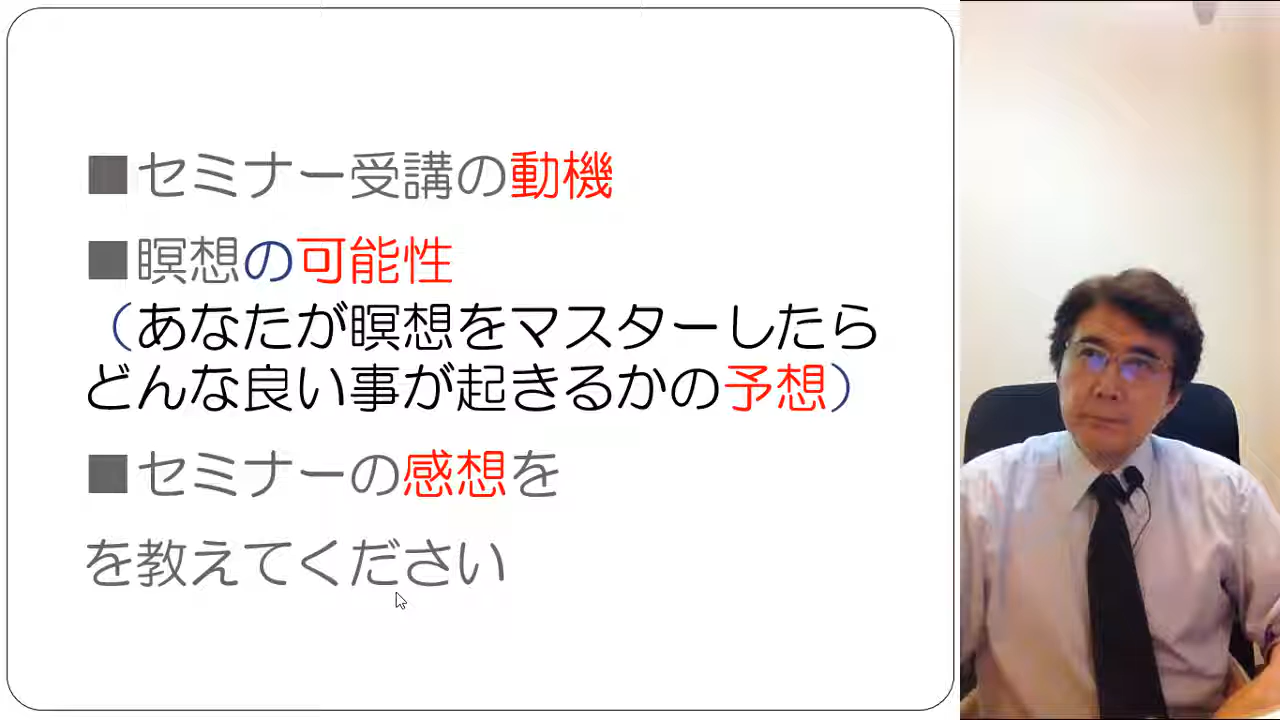 ■セミナー受講の動機
■瞑想の可能性
（あなたが瞑想をマスターしたら
どんな良い事が起きるかの予想）
■セミナーの感想を
を教えてください